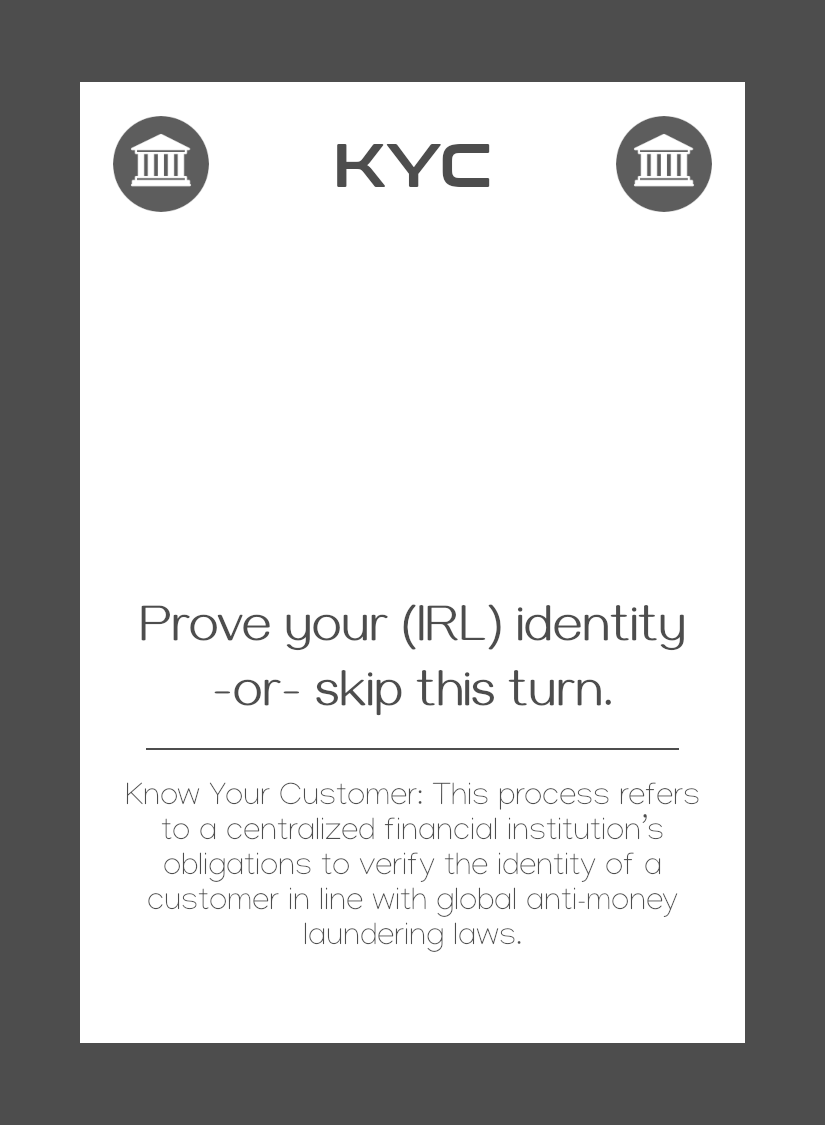 KYC
Prove your (IRL) identity
-or- skip this turn.
Know Your Customer: This process refers
to a centralized financial institution’s
obligations to verify the identity of a
customer in line with global anti-money
laundering laws.